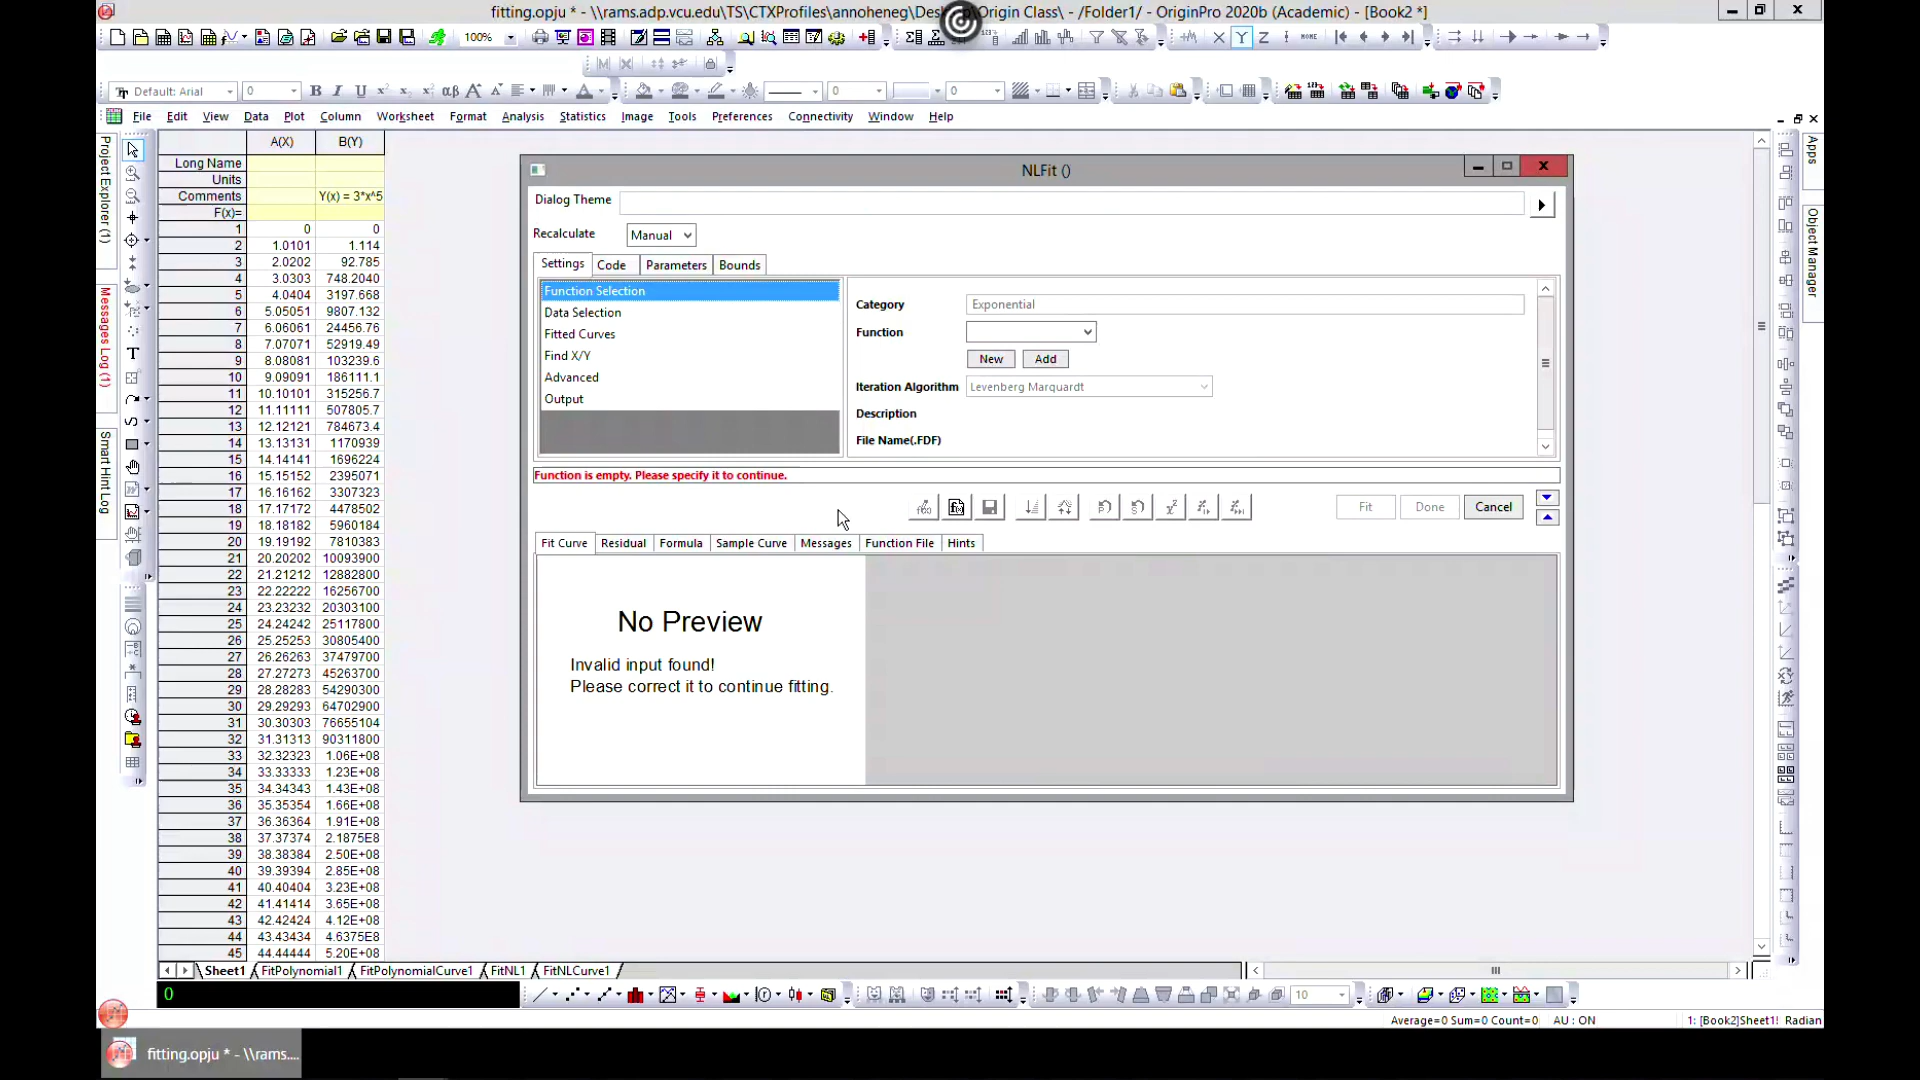 fitting.opju * - \\rams.adp.vcu.edu\TS\CTXProfiles\annoheneg\Des Origin Class\ - /Folder1/ - OriginPro 2020b (Academic) - [Book2 *]
100%
Default: Arial 0 B I U αβ A A 0 0
File Edit View Data Plot Column Worksheet Format Analysis Statistics Image Tools Preferences Connectivity Window Help
Project Explorer (1)
Messages Log (1)
Smart Hint Log
Apps
Object Manager
A(X) B(Y)
Long Name
Units
Comments Y(x) = 3*x^5
F(x)=
1 0 0
2 1.0101 1.114
3 2.0202 92.785
4 3.0303 748.2040
5 4.0404 3197.668
6 5.05051 9807.132
7 6.06061 24456.76
8 7.07071 52919.49
9 8.08081 103239.6
10 9.09091 186111.1
11 10.10101 315256.7
12 11.11111 507805.7
13 12.12121 784673.4
14 13.13131 1170939
15 14.14141 1696224
16 15.15152 2395071
17 16.16162 3307323
18 17.17172 4478502
19 18.18182 5960184
20 19.19192 7810383
21 20.20202 10093900
22 21.21212 12882800
23 22.22222 16256700
24 23.23232 20303100
25 24.24242 25117800
26 25.25253 30805400
27 26.26263 37479700
28 27.27273 45263700
29 28.28283 54290300
30 29.29293 64702900
31 30.30303 76655104
32 31.31313 90311800
33 32.32323 1.06E+08
34 33.33333 1.23E+08
35 34.34343 1.43E+08
36 35.35354 1.66E+08
37 36.36364 1.91E+08
38 37.37374 2.1875E8
39 38.38384 2.50E+08
40 39.39394 2.85E+08
41 40.40404 3.23E+08
42 41.41414 3.65E+08
43 42.42424 4.12E+08
44 43.43434 4.6375E8
45 44.44444 5.20E+08
NLFit ()
Dialog Theme
Recalculate Manual
Settings Code Parameters Bounds
Function Selection
Data Selection
Fitted Curves
Find X/Y
Advanced
Output
Category Exponential
Function
New Add
Iteration Algorithm Levenberg Marquardt
Description
File Name(.FDF)
Function is empty. Please specify it to continue.
Fit Done Cancel
Fit Curve Residual Formula Sample Curve Messages Function File Hints
No Preview
Invalid input found!
Please correct it to continue fitting.
Sheet1 FitPolynomial1 FitPolynomialCurve1 FitNL1 FitNLCurve1
0
10
Average=0 Sum=0 Count=0 AU : ON 1: [Book2]Sheet1! Radian
fitting.opju * - \\rams....